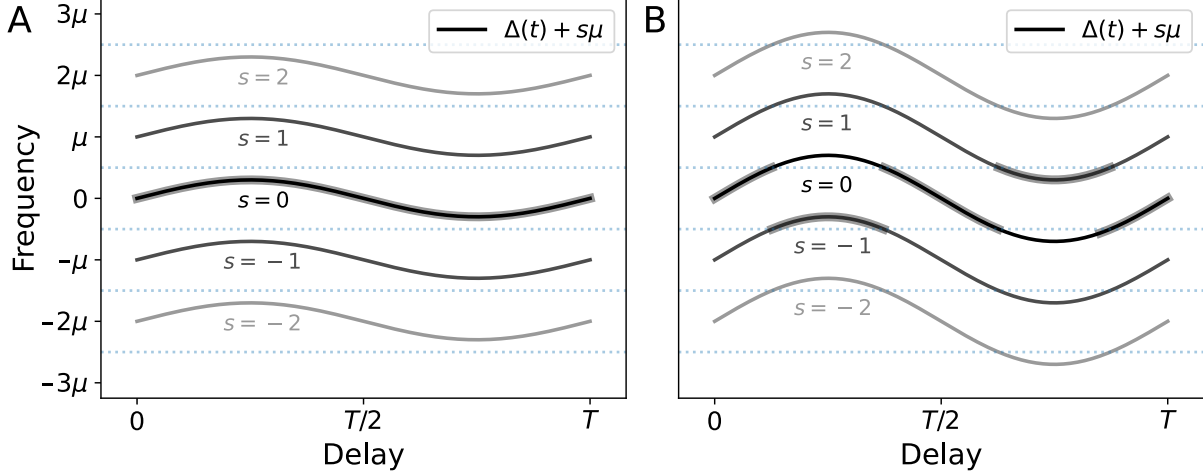 A
Δ(t) + sμ
3μ
2μ
μ
0
–μ
–2μ
–3μ
Frequency
s = 2
s = 1
s = 0
s = −1
s = −2
0
T/2
T
Delay
B
Δ(t) + sμ
s = 2
s = 1
s = 0
s = −1
s = −2
0
T/2
T
Delay